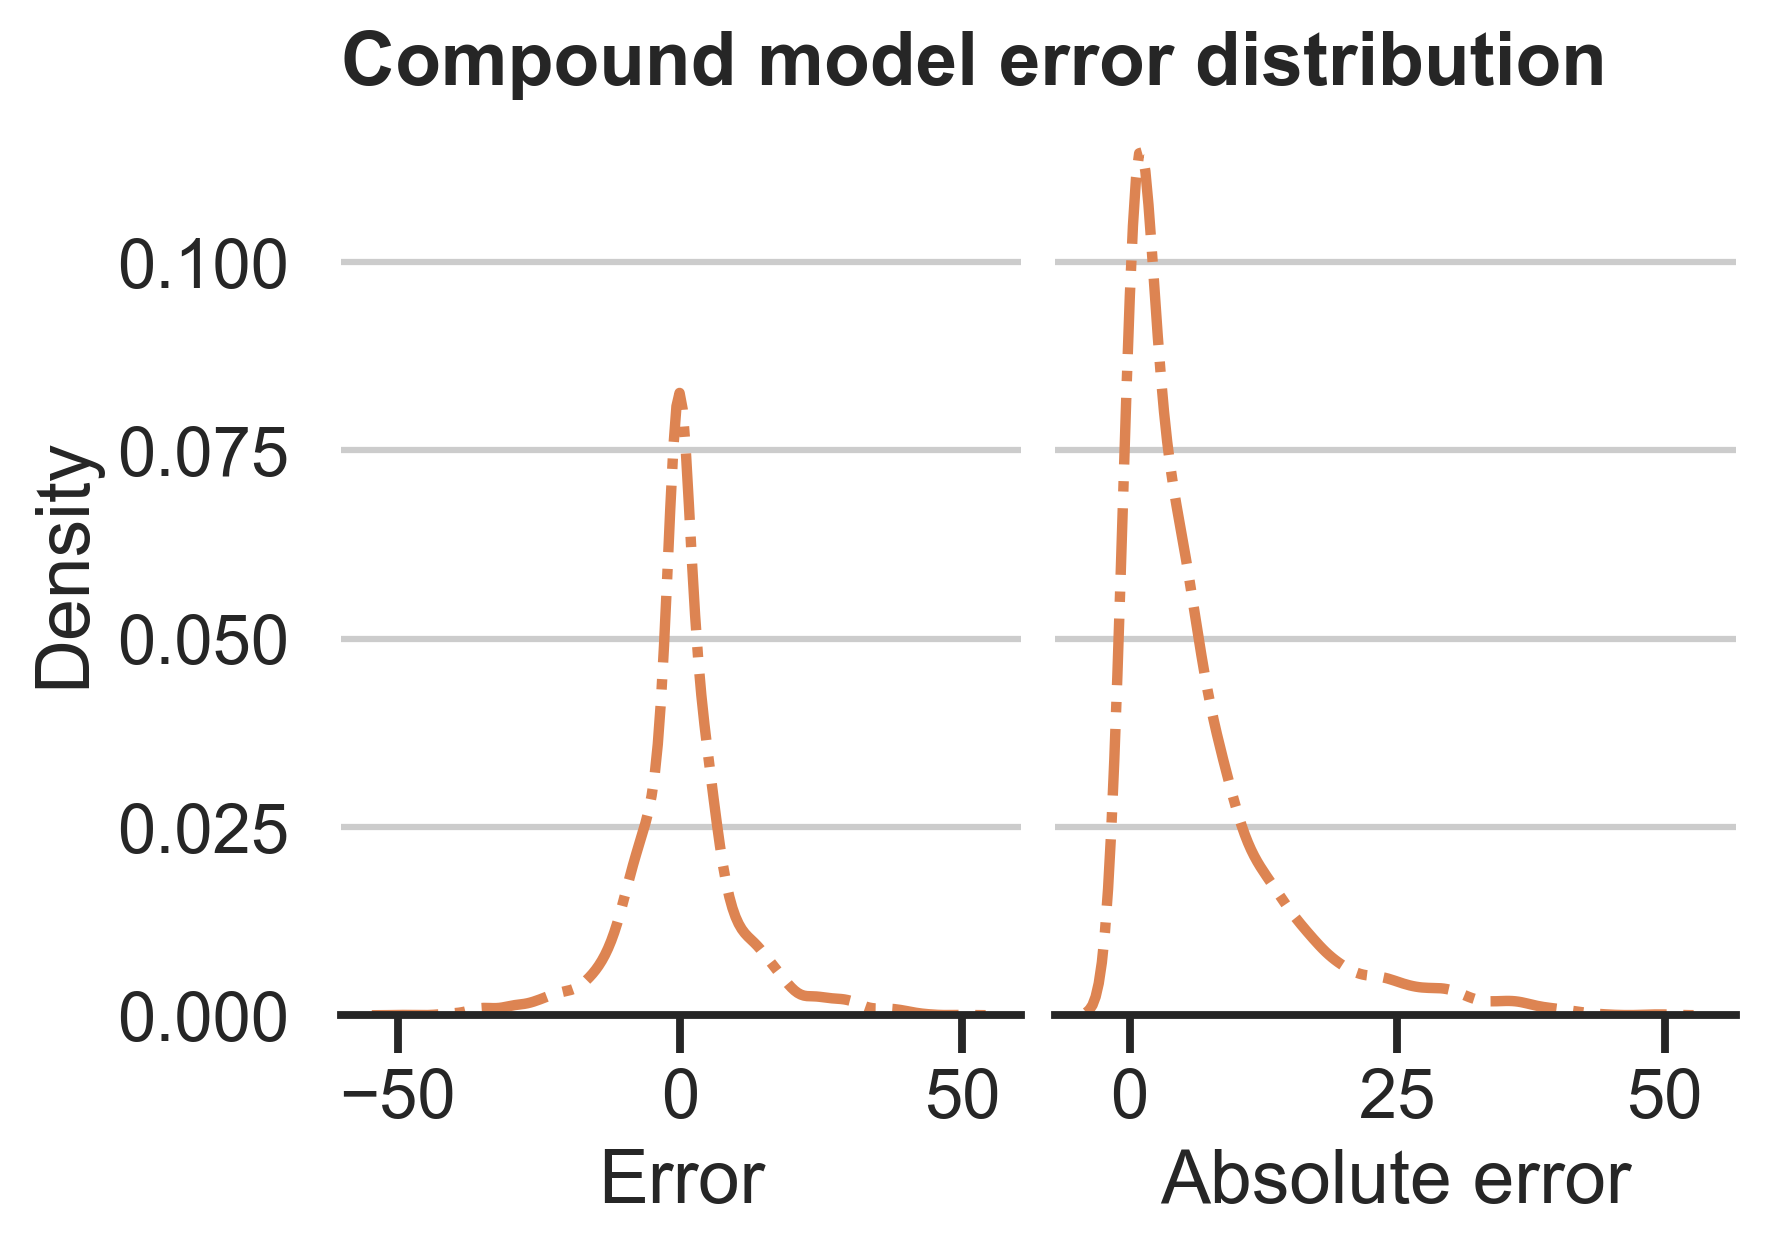 Compound model error distribution
Density
0.100
0.075
0.050
0.025
0.000
−50 0 50
0 25 50
Error
Absolute error